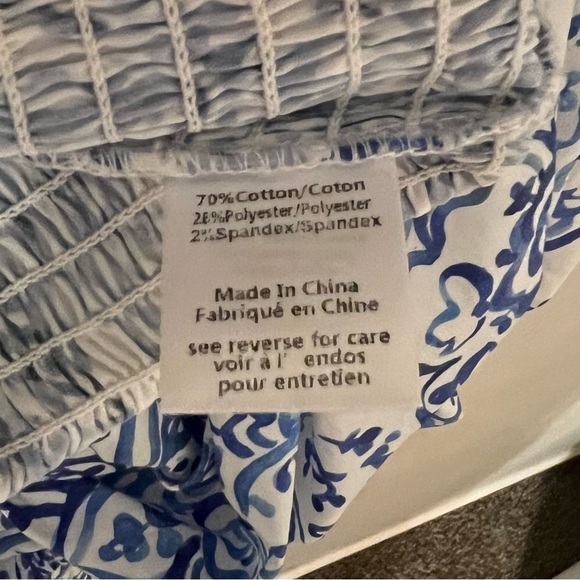 70%Cotton/Coton
28%Polyester/Polyester
2%Spandex/Spandex
Made In China
Fabriqué en Chine
see reverse for care
voir à l' endos
pour entretien